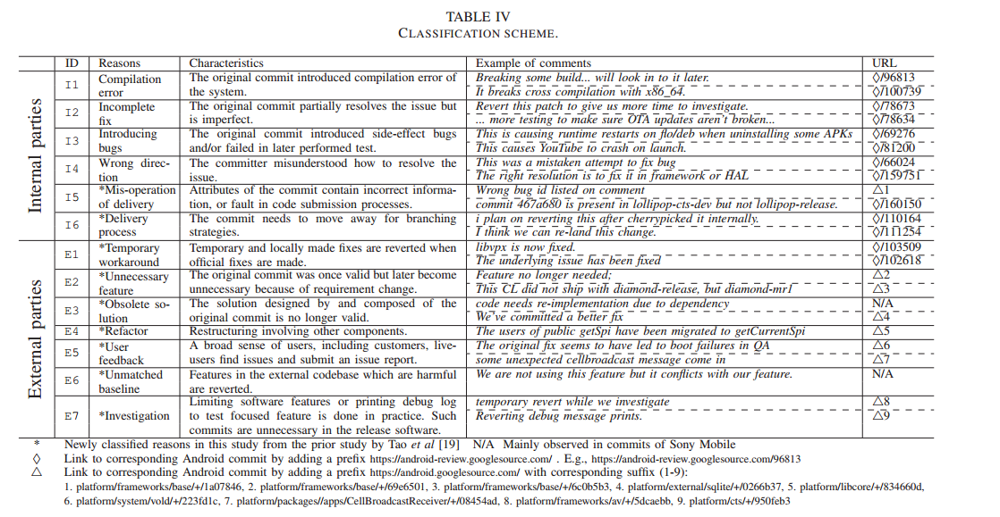 TABLE IV
CLASSIFICATION SCHEME.
ID Reasons Characteristics Example of comments URL
Internal parties
I1 Compilation error The original commit introduced compilation error of the system. Breaking some build... will look in to it later. ◊/96813
It breaks cross compilation with x86_64. ◊/100739
I2 Incomplete fix The original commit partially resolves the issue but is imperfect. Revert this patch to give us more time to investigate. ◊/78673
... more testing to make sure OTA updates aren't broken... ◊/78634
I3 Introducing bugs The original commit introduced side-effect bugs and/or failed in later performed test. This is causing runtime restarts on flo/deb when uninstalling some APKs ◊/69276
This causes YouTube to crash on launch. ◊/81200
I4 Wrong direc-tion The committer misunderstood how to resolve the issue. This was a mistaken attempt to fix bug ◊/66024
The right resolution is to fix it in framework or HAL ◊/159751
I5 *Mis-operation of delivery Attributes of the commit contain incorrect informa-tion, or fault in code submission processes. Wrong bug id listed on comment △1
commit 467a680 is present in lollipop-cts-dev but not lollipop-release. ◊/160150
I6 *Delivery process The commit needs to move away for branching strategies. i plan on reverting this after cherrypicked it internally. ◊/110164
I think we can re-land this change. ◊/111254
External parties
E1 *Temporary workaround Temporary and locally made fixes are reverted when official fixes are made. libvpx is now fixed. ◊/103509
The underlying issue has been fixed ◊/102618
E2 *Unnecessary feature The original commit was once valid but later become unnecessary because of requirement change. Feature no longer needed; △2
This CL did not ship with diamond-release, but diamond-mr1 △3
E3 *Obsolete so-lution The solution designed by and composed of the original commit is no longer valid. code needs re-implementation due to dependency N/A
We've committed a better fix △4
E4 *Refactor Restructuring involving other components. The users of public getSpi have been migrated to getCurrentSpi △5
E5 *User feedback A broad sense of users, including customers, live-users find issues and submit an issue report. The original fix seems to have led to boot failures in QA △6
some unexpected cellbroadcast message come in △7
E6 *Unmatched baseline Features in the external codebase which are harmful are reverted. We are not using this feature but it conflicts with our feature. N/A
E7 *Investigation Limiting software features or printing debug log to test focused feature is done in practice. Such commits are unnecessary in the release software. temporary revert while we investigate △8
Reverting debug message prints. △9
* Newly classified reasons in this study from the prior study by Tao et al [19] N/A Mainly observed in commits of Sony Mobile
◊ Link to corresponding Android commit by adding a prefix https://android-review.googlesource.com/ . E.g., https://android-review.googlesource.com/96813
△ Link to corresponding Android commit by adding a prefix https://android.googlesource.com/ with corresponding suffix (1-9):
1. platform/frameworks/base/+/1a07846, 2. platform/frameworks/base/+/69e6501, 3. platform/frameworks/base/+/6c0b5b3, 4. platform/external/sqlite/+/0266b37, 5. platform/libcore/+/834660d,
6. platform/system/vold/+/223fd1c, 7. platform/packages//apps/CellBroadcastReceiver/+/08454ad, 8. platform/frameworks/av/+/5dcaebb, 9. platform/cts/+/950feb3